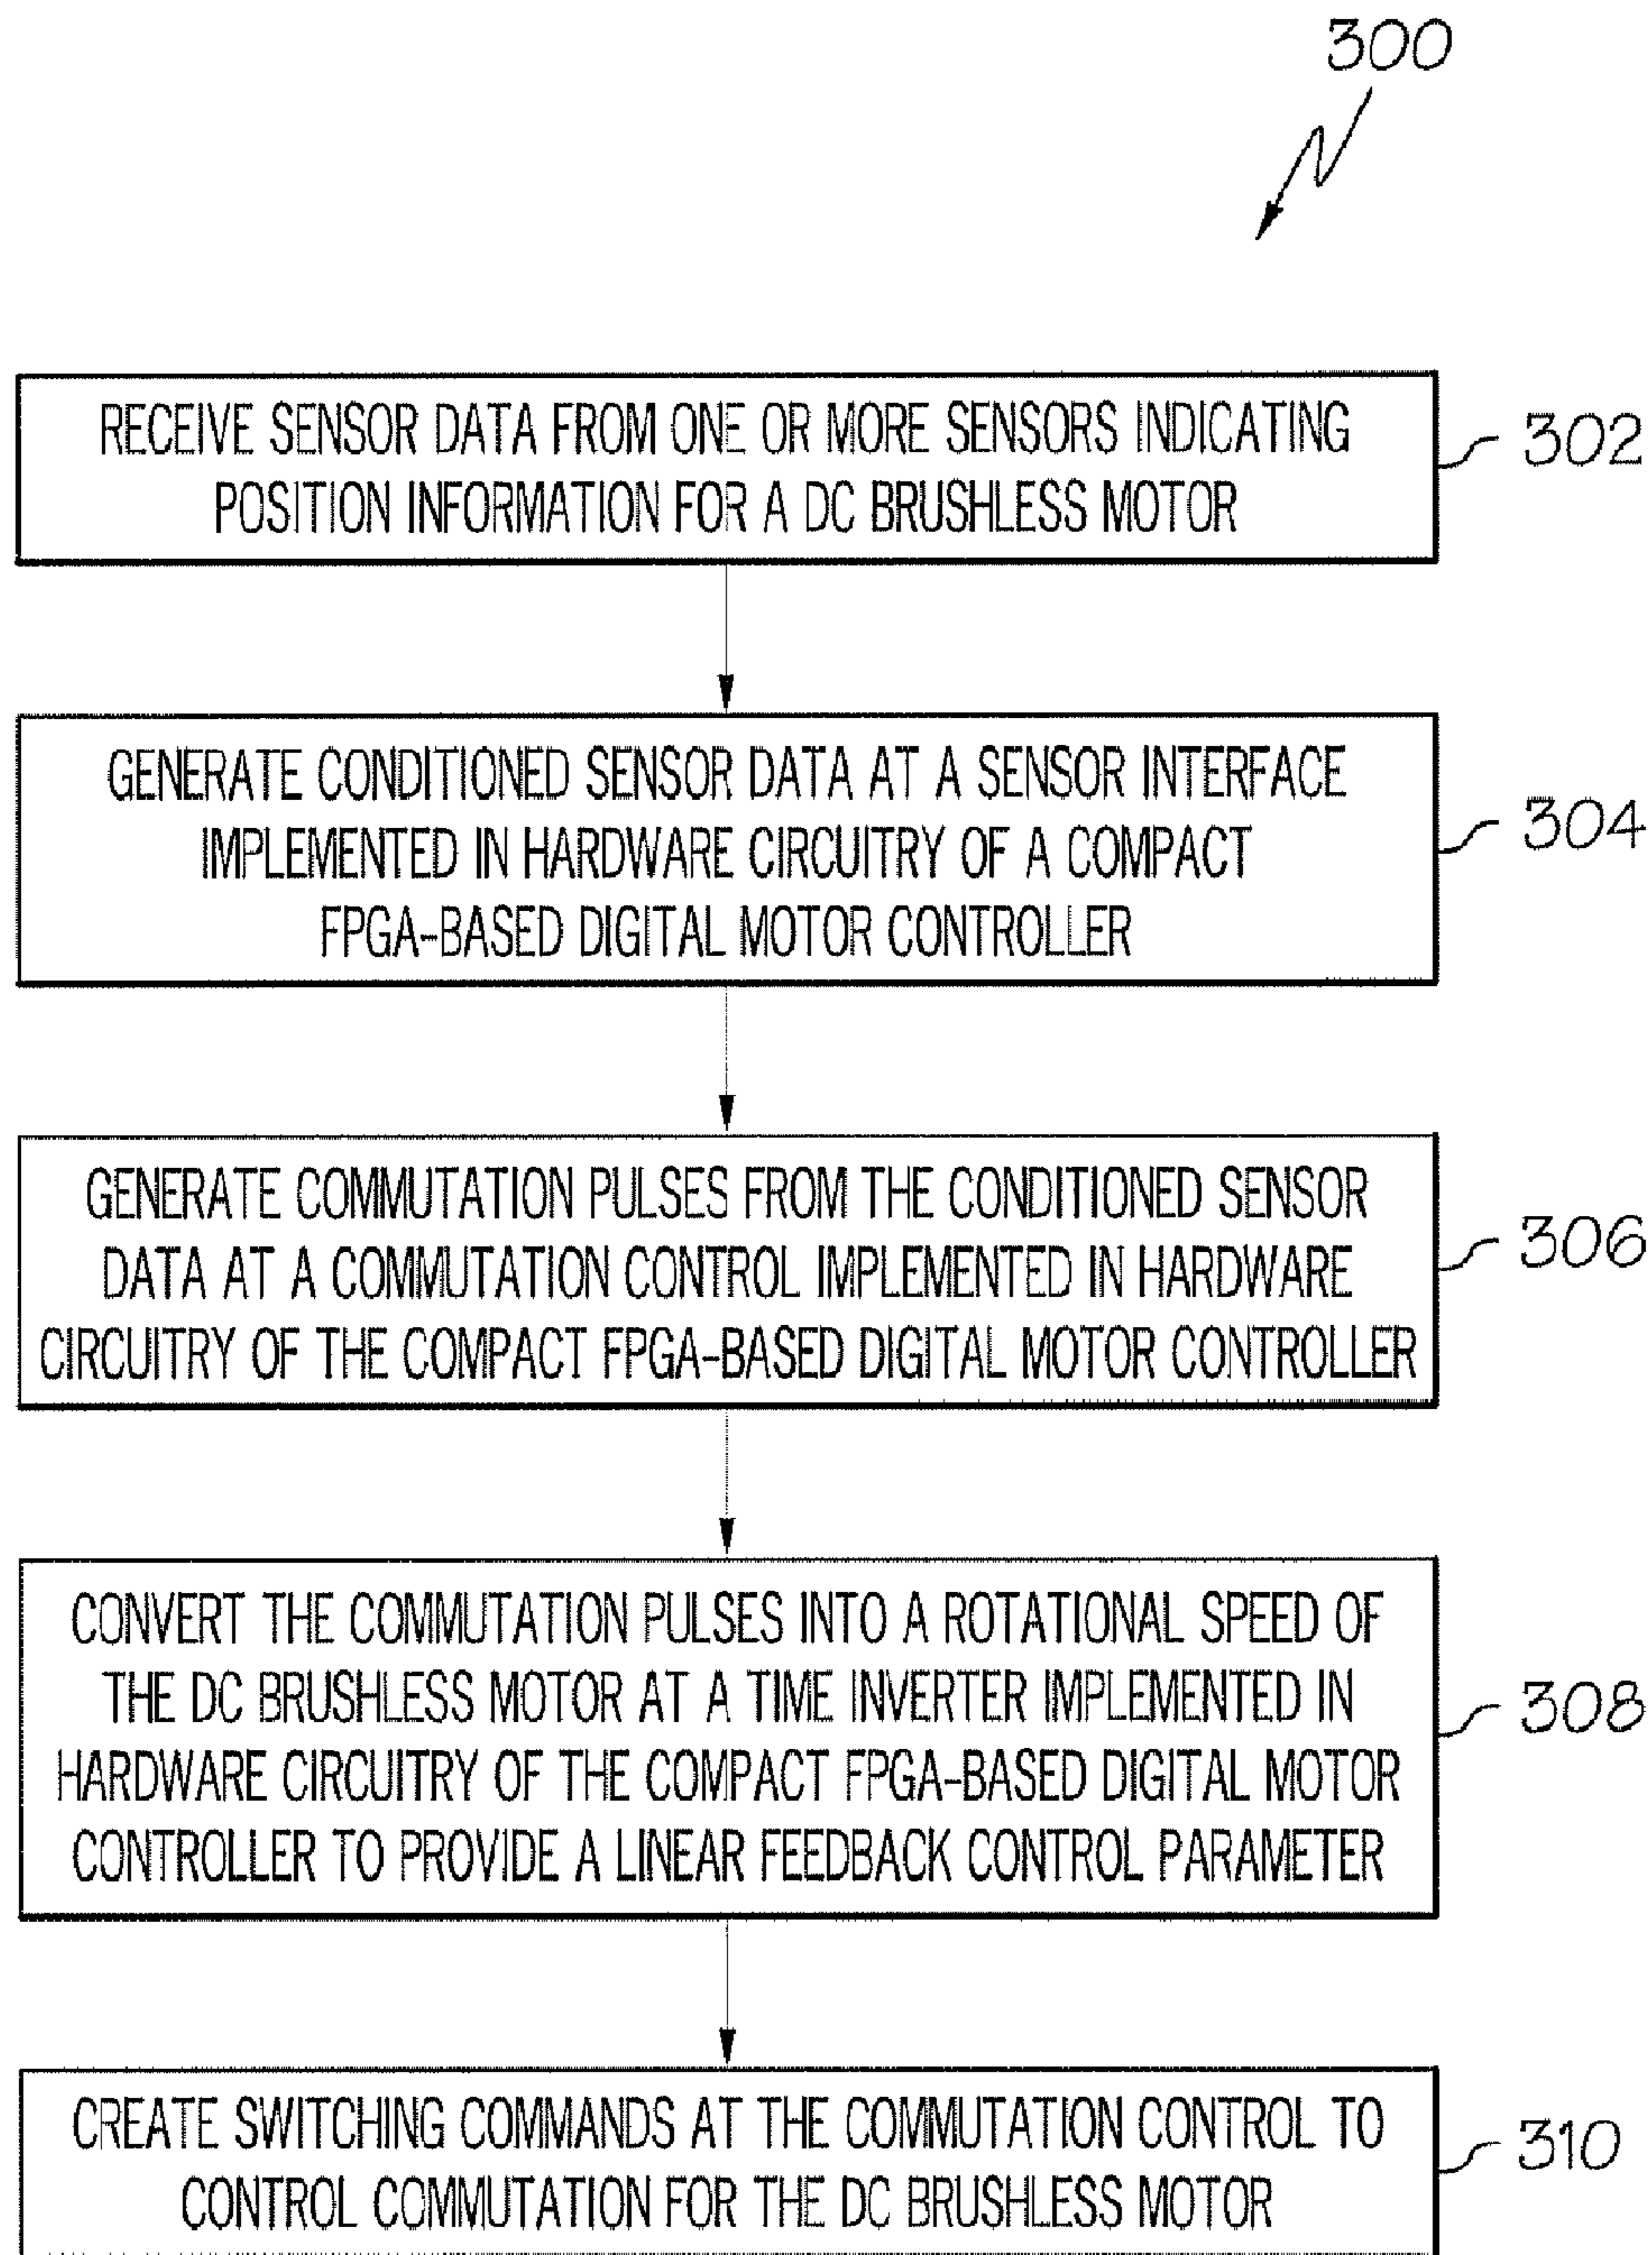 300
RECEIVE SENSOR DATA FROM ONE OR MORE SENSORS INDICATING
POSITION INFORMATION FOR A DC BRUSHLESS MOTOR
302
GENERATE CONDITIONED SENSOR DATA AT A SENSOR INTERFACE
IMPLEMENTED IN HARDWARE CIRCUITRY OF A COMPACT
FPGA-BASED DIGITAL MOTOR CONTROLLER
304
GENERATE COMMUTATION PULSES FROM THE CONDITIONED SENSOR
DATA AT A COMMUTATION CONTROL IMPLEMENTED IN HARDWARE
CIRCUITRY OF THE COMPACT FPGA-BASED DIGITAL MOTOR CONTROLLER
306
CONVERT THE COMMUTATION PULSES INTO A ROTATIONAL SPEED OF
THE DC BRUSHLESS MOTOR AT A TIME INVERTER IMPLEMENTED IN
HARDWARE CIRCUITRY OF THE COMPACT FPGA-BASED DIGITAL MOTOR
CONTROLLER TO PROVIDE A LINEAR FEEDBACK CONTROL PARAMETER
308
CREATE SWITCHING COMMANDS AT THE COMMUTATION CONTROL TO
CONTROL COMMUTATION FOR THE DC BRUSHLESS MOTOR
310